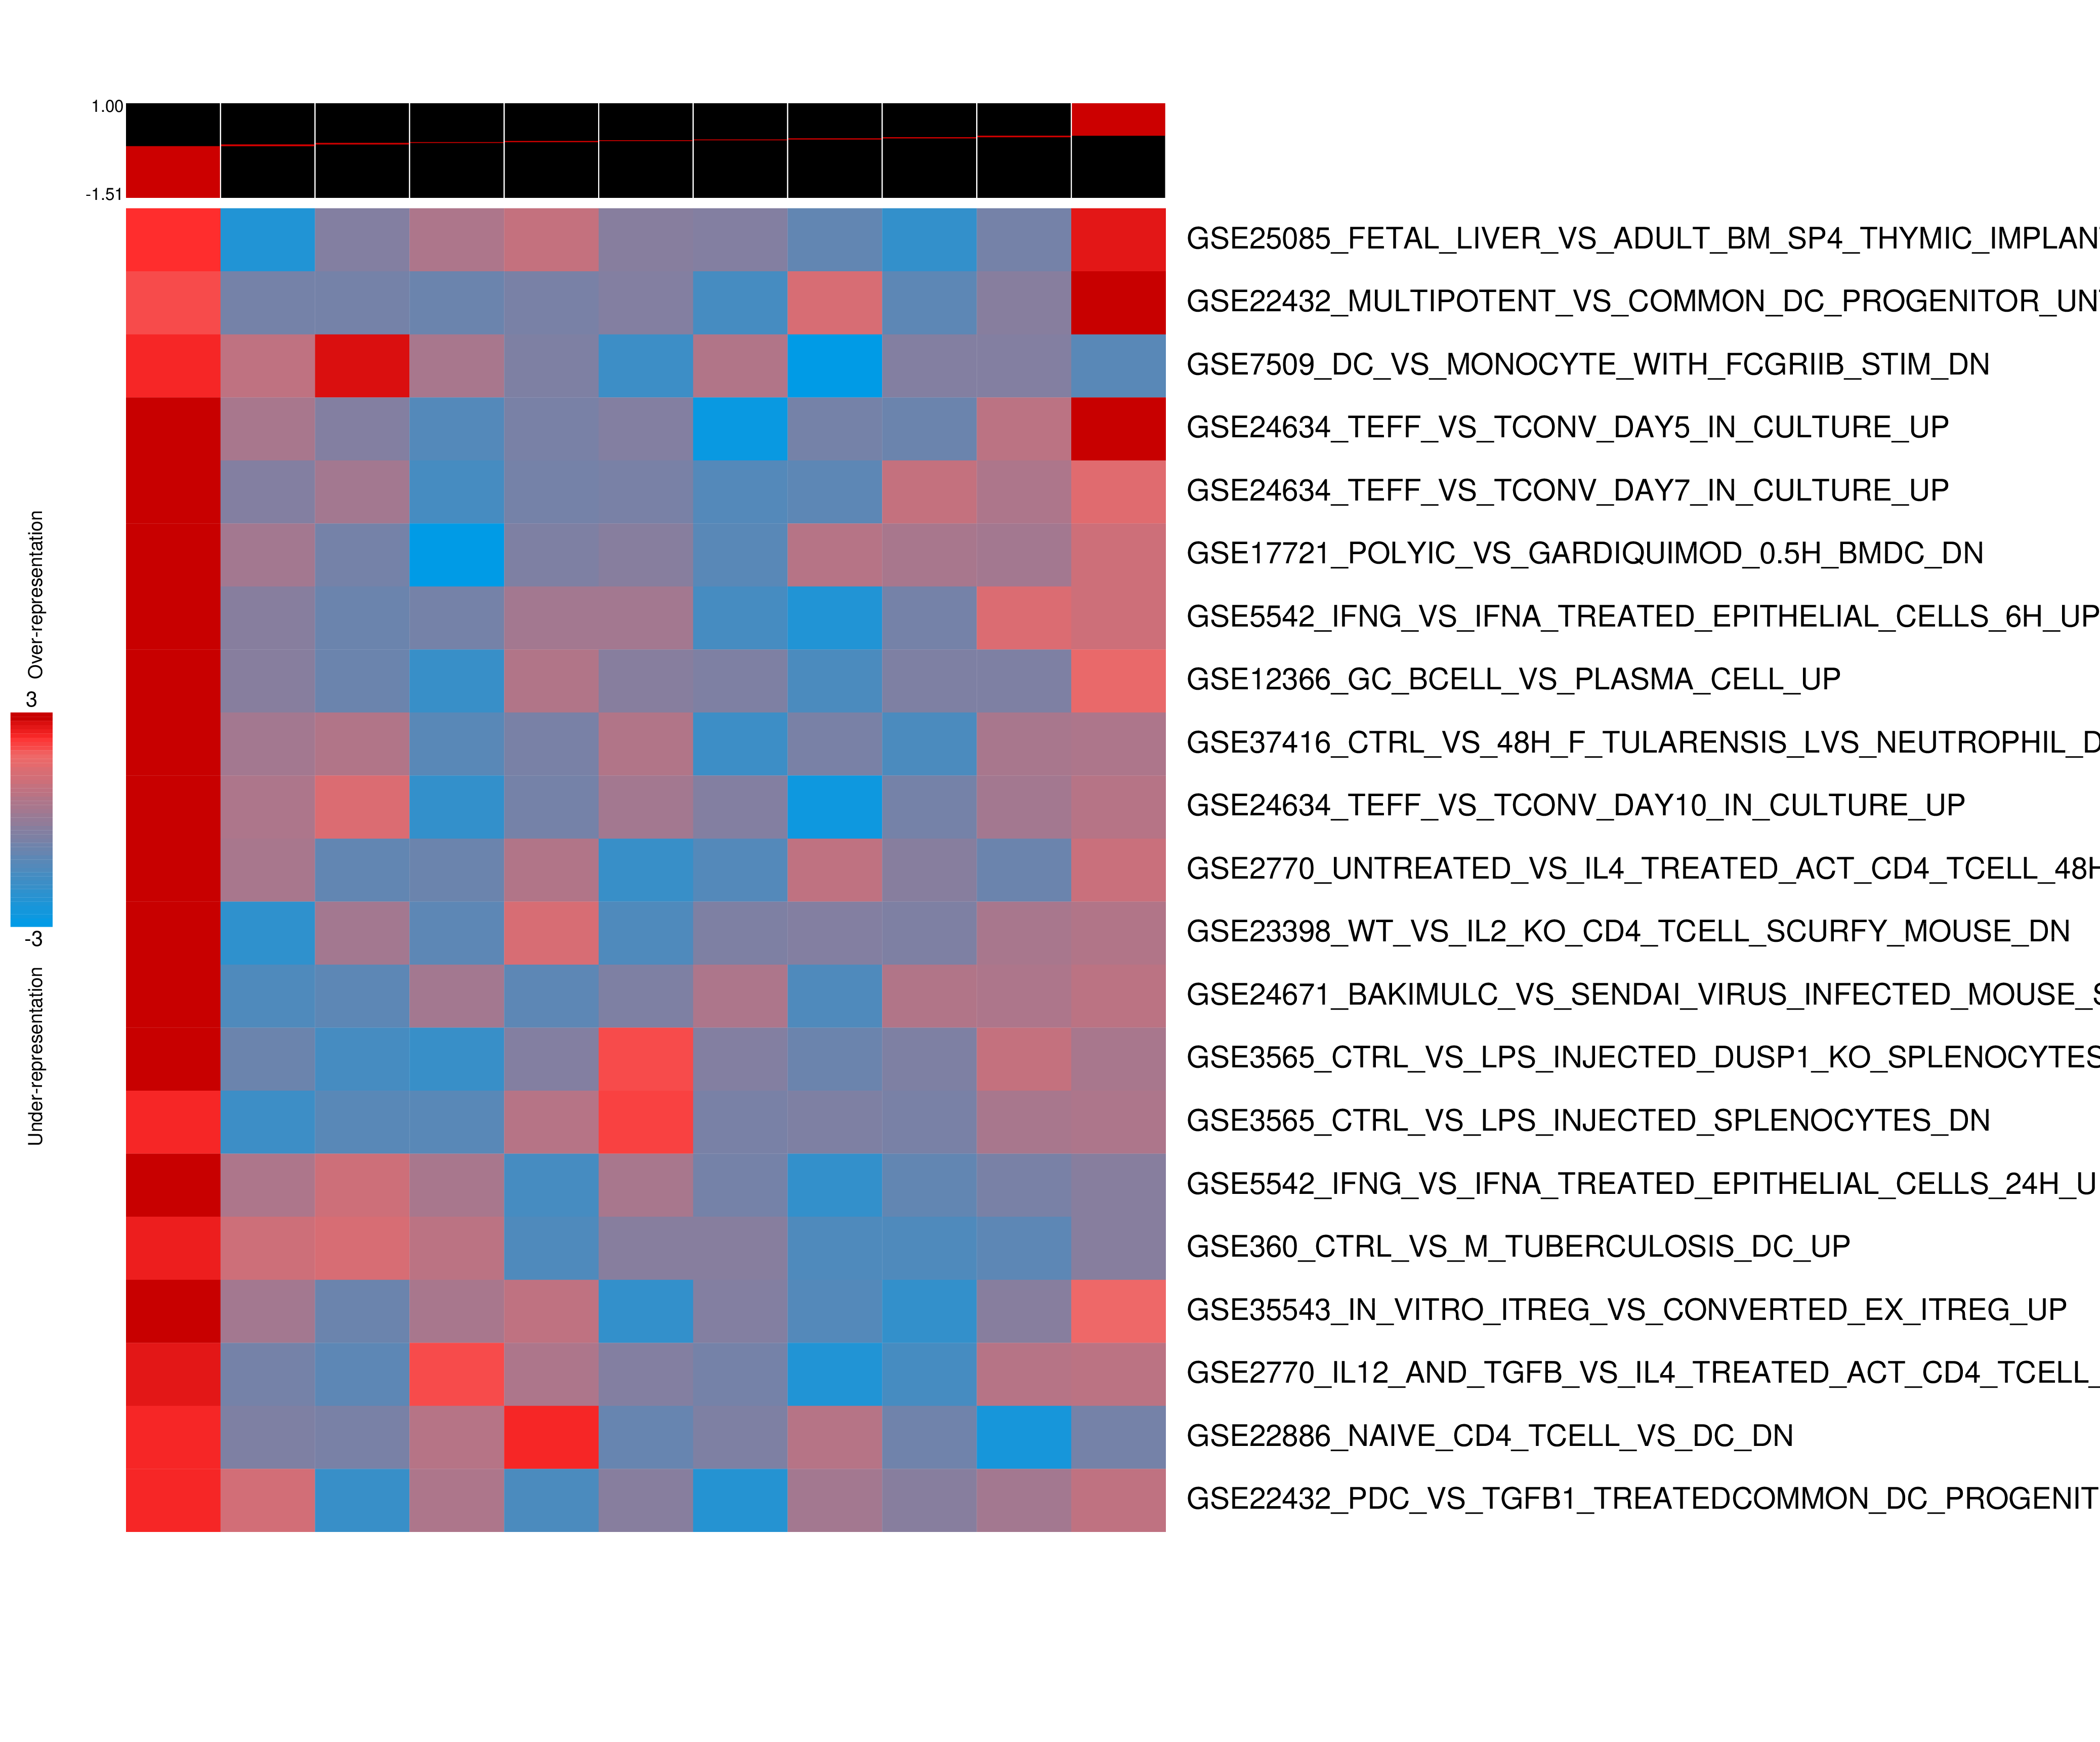 1.00
-1.51
GSE25085_FETAL_LIVER_VS_ADULT_BM_SP4_THYMIC_IMPLAN
GSE22432_MULTIPOTENT_VS_COMMON_DC_PROGENITOR_UN
GSE7509_DC_VS_MONOCYTE_WITH_FCGRIIB_STIM_DN
GSE24634_TEFF_VS_TCONV_DAY5_IN_CULTURE_UP
GSE24634_TEFF_VS_TCONV_DAY7_IN_CULTURE_UP
GSE17721_POLYIC_VS_GARDIQUIMOD_0.5H_BMDC_DN
GSE5542_IFNG_VS_IFNA_TREATED_EPITHELIAL_CELLS_6H_UP
GSE12366_GC_BCELL_VS_PLASMA_CELL_UP
GSE37416_CTRL_VS_48H_F_TULARENSIS_LVS_NEUTROPHIL_D
GSE24634_TEFF_VS_TCONV_DAY10_IN_CULTURE_UP
GSE2770_UNTREATED_VS_IL4_TREATED_ACT_CD4_TCELL_48H
GSE23398_WT_VS_IL2_KO_CD4_TCELL_SCURFY_MOUSE_DN
GSE24671_BAKIMULC_VS_SENDAI_VIRUS_INFECTED_MOUSE_S
GSE3565_CTRL_VS_LPS_INJECTED_DUSP1_KO_SPLENOCYTES
GSE3565_CTRL_VS_LPS_INJECTED_SPLENOCYTES_DN
GSE5542_IFNG_VS_IFNA_TREATED_EPITHELIAL_CELLS_24H_U
GSE360_CTRL_VS_M_TUBERCULOSIS_DC_UP
GSE35543_IN_VITRO_ITREG_VS_CONVERTED_EX_ITREG_UP
GSE2770_IL12_AND_TGFB_VS_IL4_TREATED_ACT_CD4_TCELL_
GSE22886_NAIVE_CD4_TCELL_VS_DC_DN
GSE22432_PDC_VS_TGFB1_TREATEDCOMMON_DC_PROGENIT
Over-representation
3
-3
Under-representation